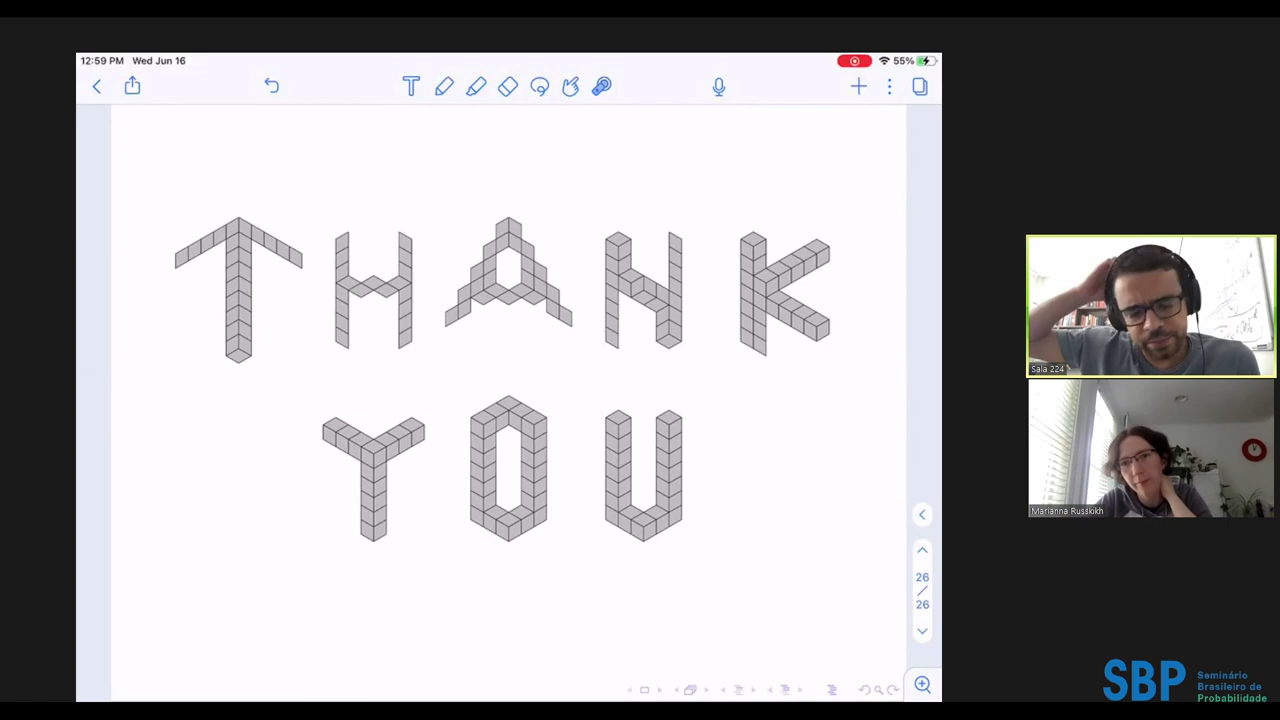 12:59 PM Wed Jun 16
55%
T
THANK
YOU
26
26
Sala 224
Marianna Russkikh
SBP
Seminário
Brasileiro de
Probabilidade